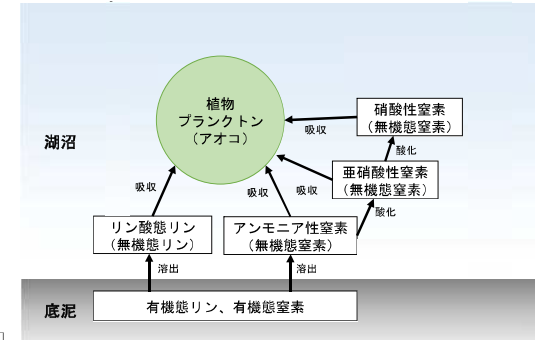 植物
プランクトン
（アオコ）
硝酸性窒素
（無機態窒素）
吸収
湖沼
酸化
亜硝酸性窒素
（無機態窒素）
吸収
吸収
吸収
酸化
リン酸態リン
（無機態リン）
アンモニア性窒素
（無機態窒素）
溶出
溶出
底泥
有機態リン、有機態窒素